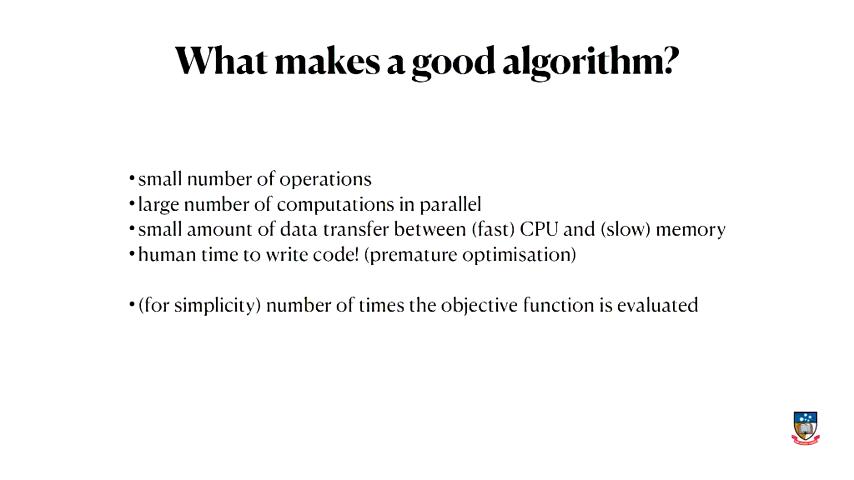 What makes a good algorithm?
• small number of operations
• large number of computations in parallel
• small amount of data transfer between (fast) CPU and (slow) memory
• human time to write code! (premature optimisation)
• (for simplicity) number of times the objective function is evaluated